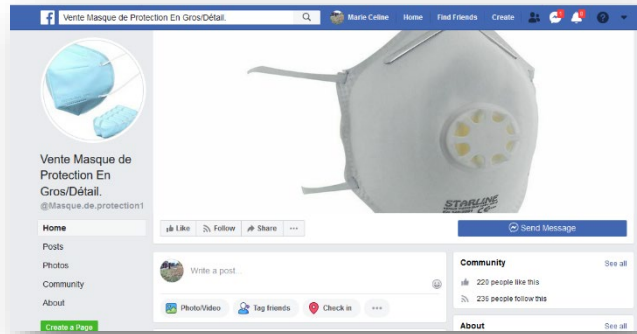 Vente Masque de Protection En Gros/Détail.
Marie Celine Home Find Friends Create
Vente Masque de
Protection En
Gros/Détail.
@Masque.de.protection1
Home
Posts
Photos
Community
About
Create a Page
STARLINE
CE
Like Follow Share
Send Message
Write a post...
Photo/Video Tag friends Check in
Community See all
220 people like this
236 people follow this
About See all